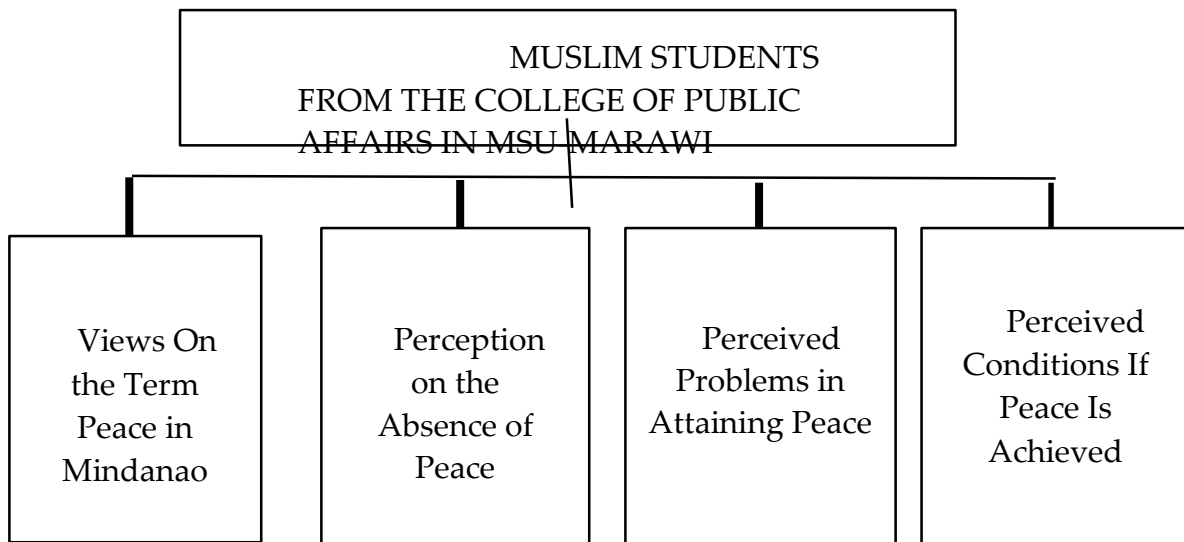 MUSLIM STUDENTS
FROM THE COLLEGE OF PUBLIC
AFFAIRS IN MSU MARAWI
Views On
the Term
Peace in
Mindanao
Perception
on the
Absence of
Peace
Perceived
Problems in
Attaining Peace
Perceived
Conditions If
Peace Is
Achieved